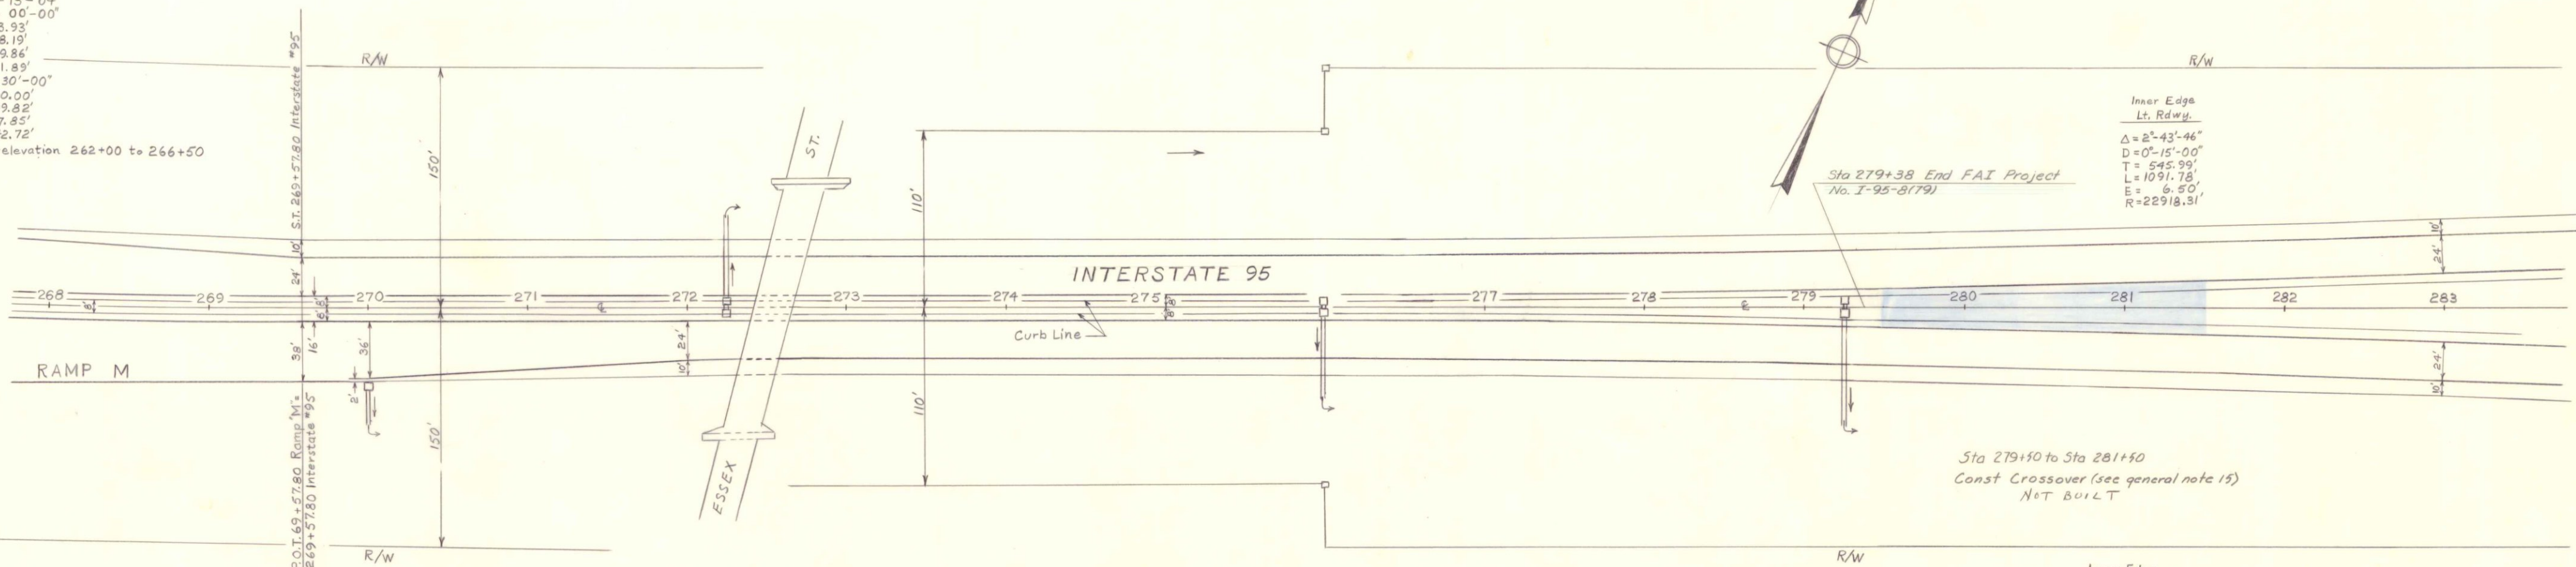 00'-00"
3.93'
8.19'
9.86'
1.89'
30'-00"
0.00'
9.82'
7.85'
2.72'
elevation 262+00 to 266+50
S.T. 269+57.80 Interstate #95
R/W
150'
ST.
110'
R/W
Inner Edge
Lt. Rdwy.
Δ=2°-43'-46"
D=0°-15'-00"
T= 545.99'
L=1091.78'
E= 6.50'
R=22918.31'
Sta 279+38 End FAI Project
No. I-95-8(79)
10'
24'
10'
24'
INTERSTATE 95
268
269
270
271
272
273
274
275
277
278
279
280
281
282
283
8'
8'
8'
8'
8'
℄
℄
Curb Line
38'
16'
36'
24'
10'
2'
24'
10'
RAMP M
150'
110'
ESSEX
P.O.T. 69+57.80 Ramp "M"=
269+57.80 Interstate #95
Sta 279+50 to Sta 281+50
Const Crossover (see general note 15)
NOT BUILT
R/W
R/W